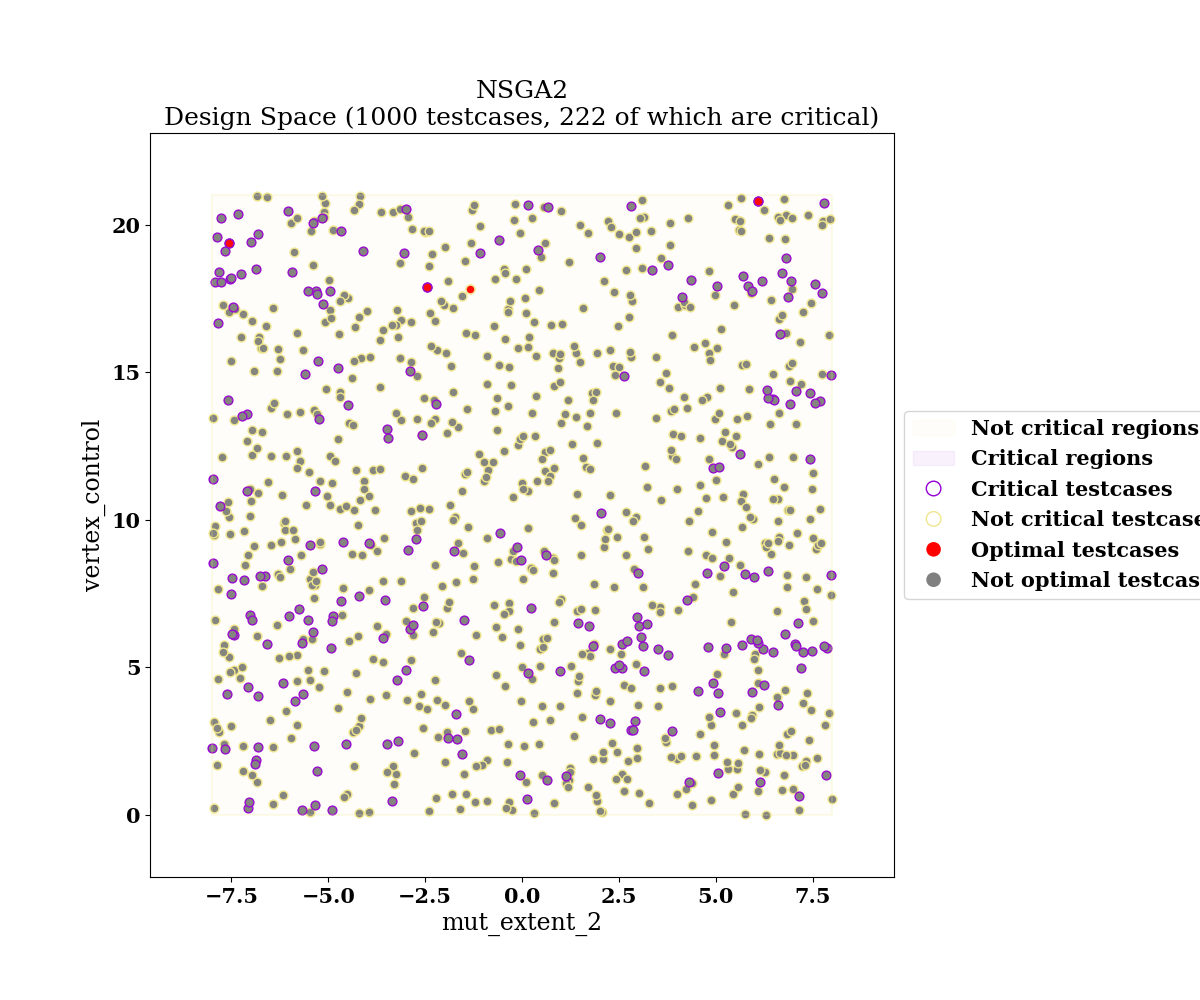 NSGA2
Design Space (1000 testcases, 222 of which are critical)
20
15
10
5
0
vertex_control
−7.5 −5.0 −2.5 0.0 2.5 5.0 7.5
mut_extent_2
Not critical regions
Critical regions
Critical testcases
Not critical testcase
Optimal testcases
Not optimal testcas